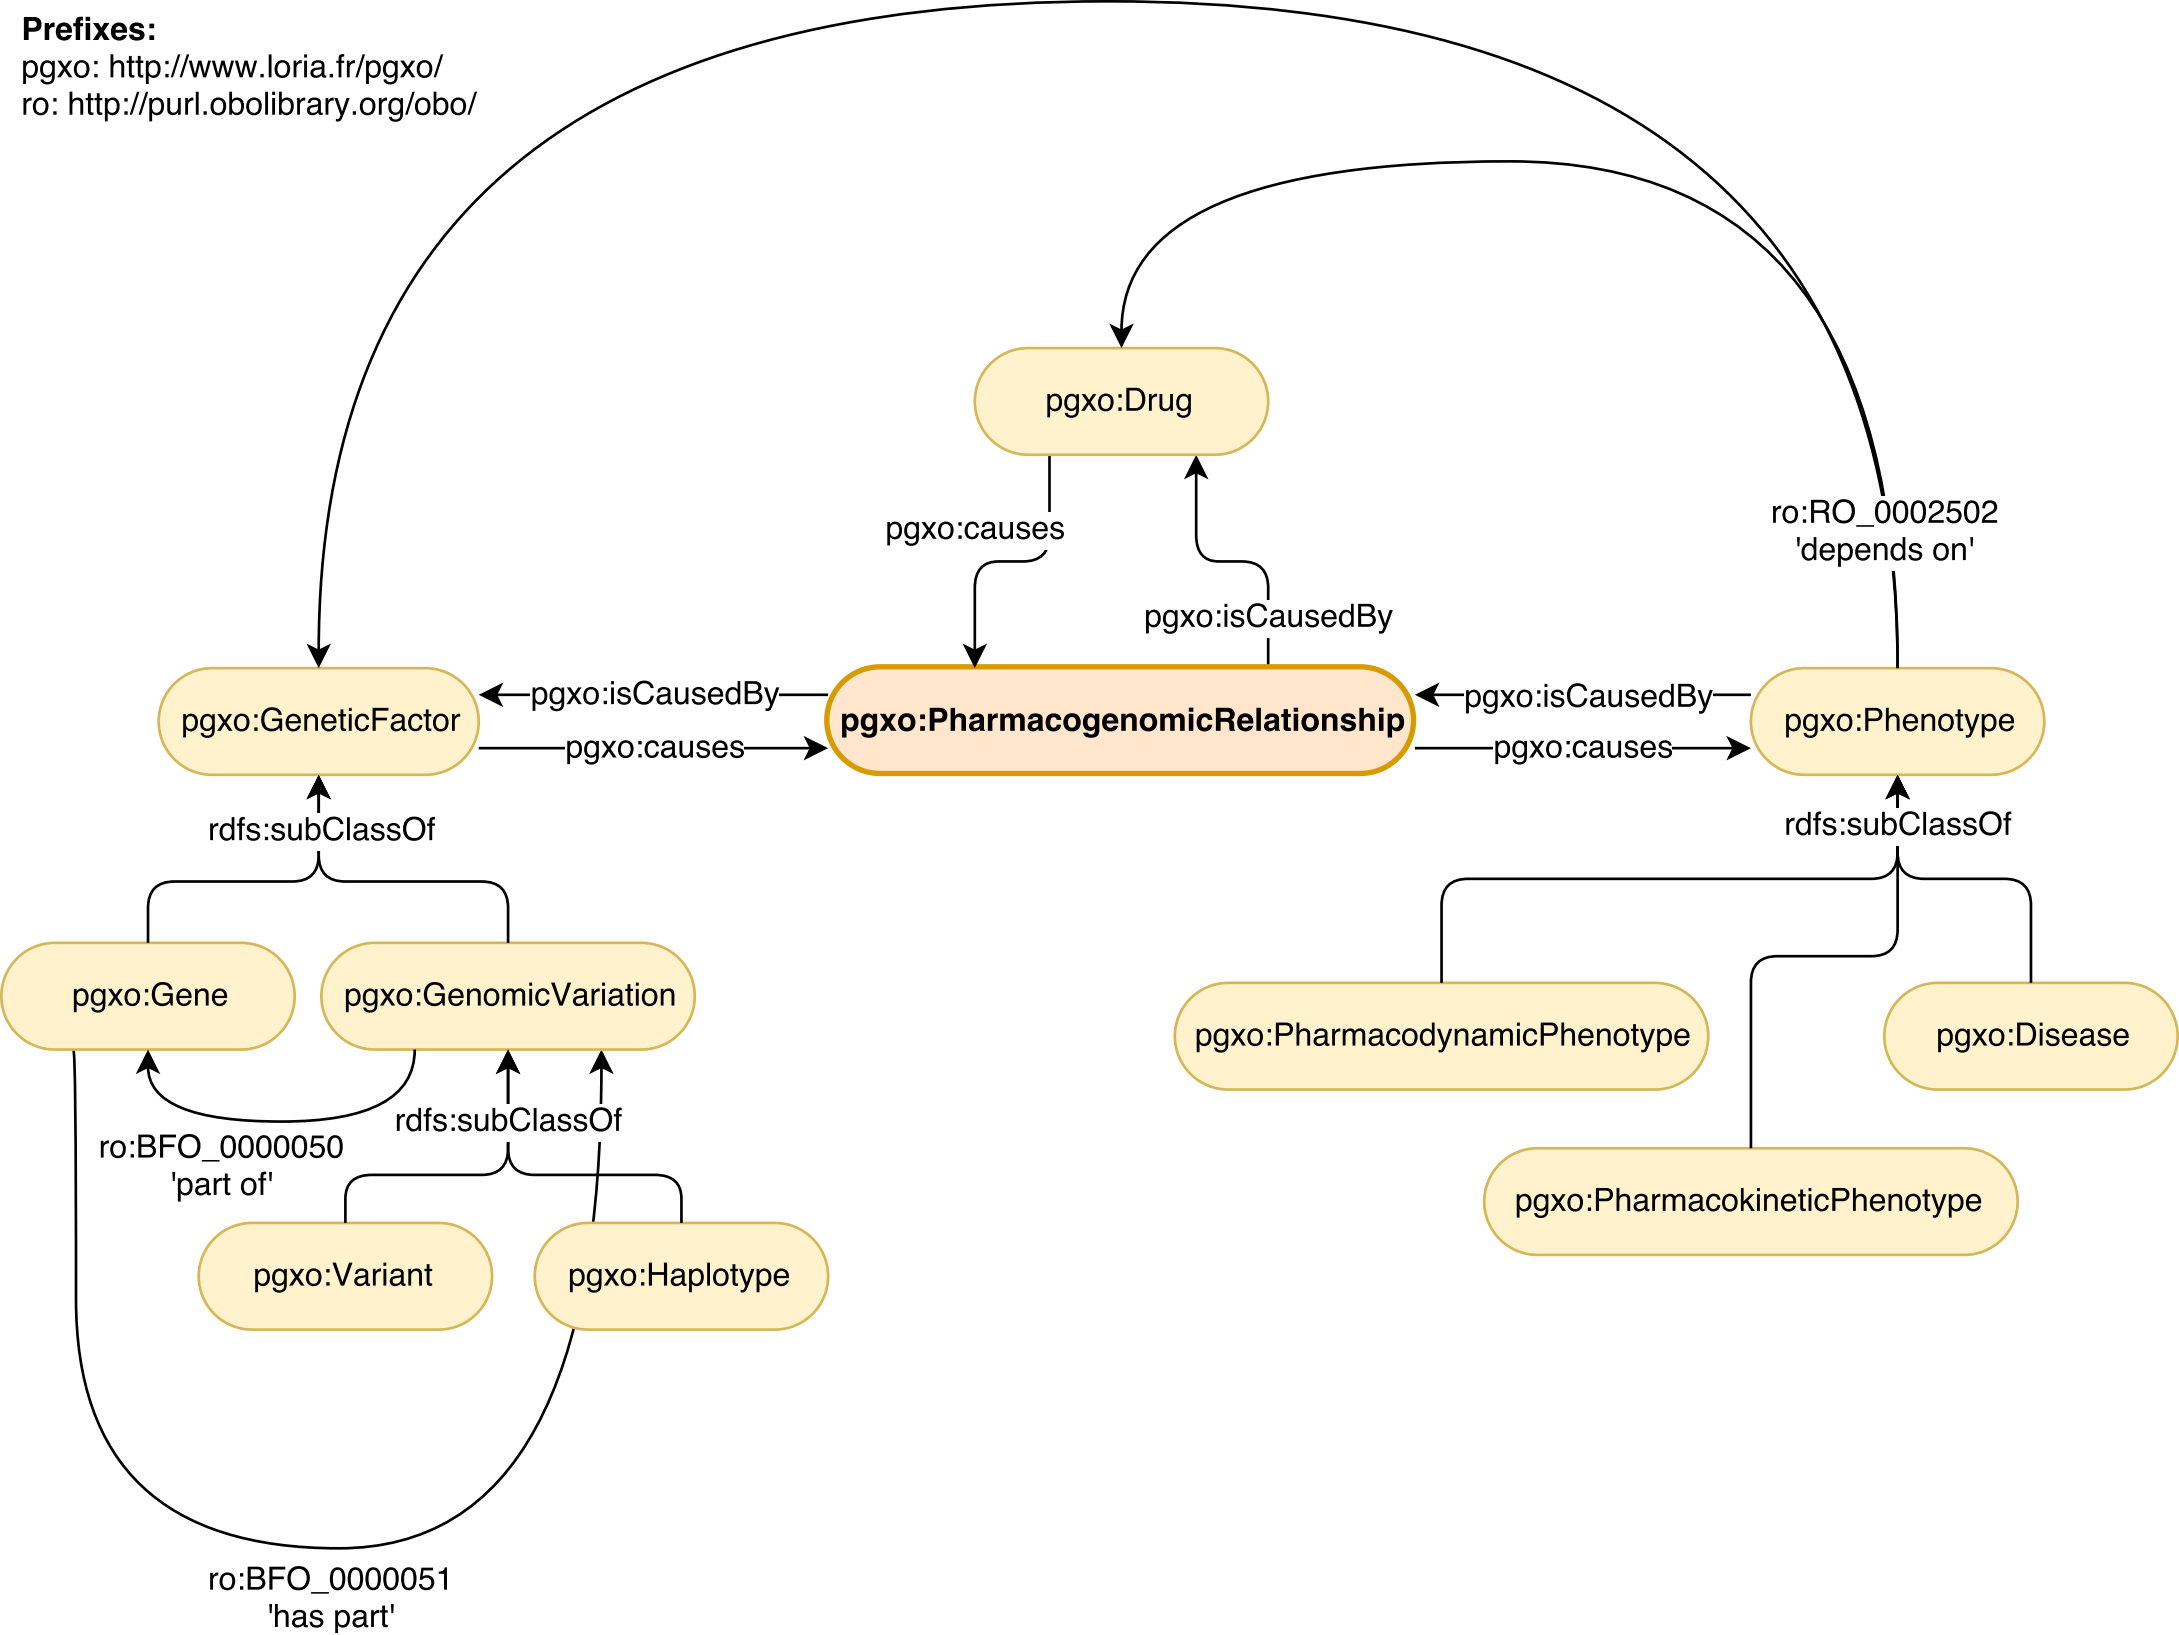 Prefixes:
pgxo: http://www.loria.fr/pgxo/
ro: http://purl.obolibrary.org/obo/
pgxo:Drug
ro:RO_0002502
'depends on'
pgxo:causes
pgxo:isCausedBy
pgxo:GeneticFactor
pgxo:isCausedBy
pgxo:causes
pgxo:PharmacogenomicRelationship
pgxo:isCausedBy
pgxo:causes
pgxo:Phenotype
rdfs:subClassOf
rdfs:subClassOf
pgxo:Gene
pgxo:GenomicVariation
pgxo:PharmacodynamicPhenotype
pgxo:Disease
ro:BFO_0000050
'part of'
rdfs:subClassOf
pgxo:PharmacokineticPhenotype
pgxo:Variant
pgxo:Haplotype
ro:BFO_0000051
'has part'